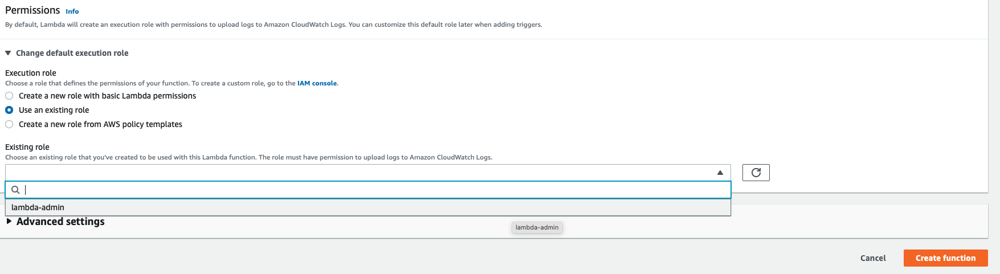 Permissions Info
By default, Lambda will create an execution role with permissions to upload logs to Amazon CloudWatch Logs. You can customize this default role later when adding triggers.
Change default execution role
Execution role
Choose a role that defines the permissions of your function. To create a custom role, go to the IAM console.
Create a new role with basic Lambda permissions
Use an existing role
Create a new role from AWS policy templates
Existing role
Choose an existing role that you've created to be used with this Lambda function. The role must have permission to upload logs to Amazon CloudWatch Logs.
lambda-admin
Advanced settings
lambda-admin
Cancel Create function